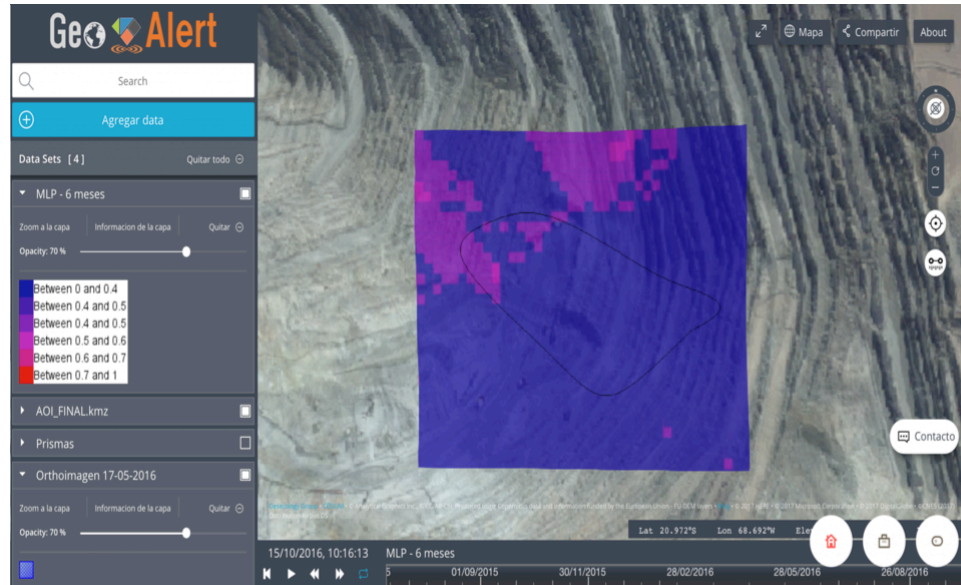 GeoAlert
Mapa
Compartir
About
Search
Agregar data
Data Sets [4]
Quitar todo
MLP - 6 meses
Zoom a la capa
Informacion de la capa
Quitar
Opacity: 70 %
Between 0 and 0.4
Between 0.4 and 0.5
Between 0.4 and 0.5
Between 0.5 and 0.6
Between 0.6 and 0.7
Between 0.7 and 1
AOI_FINAL.kmz
Prismas
Orthoimagen 17-05-2016
Zoom a la capa
Informacion de la capa
Quitar
Opacity: 70 %
Contacto
Lat 20.972°S Lon 68.692°W Ele
15/10/2016, 10:16:13
MLP - 6 meses
5 01/09/2015 30/11/2015 28/02/2016 28/05/2016 26/08/2016